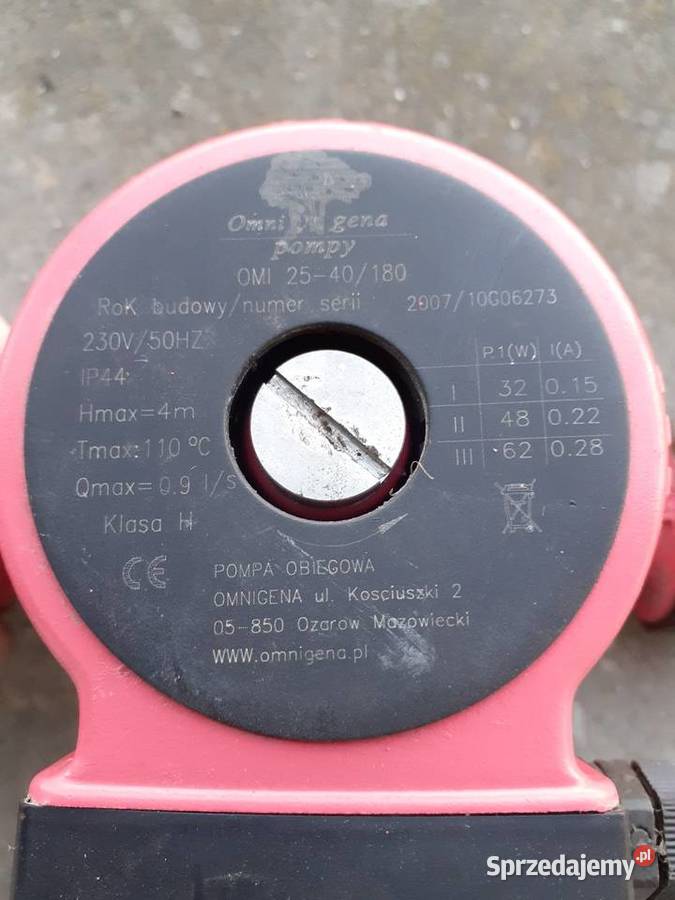 Omni gena
pompy
OMI 25-40/180
RoK budowy/numer serii 2007/10G06273
230V/50HZ
IP44
Hmax=4m
Tmax:110 °C
Qmax=0.9 l/s
Klasa H
P.1(W) I(A)
I 32 0.15
II 48 0.22
III 62 0.28
CE
POMPA OBIEGOWA
OMNIGENA ul. Kosciuszki 2
05-850 Ozarow Mazowiecki
WWW.omnigena.pl
Sprzedajemy.pl